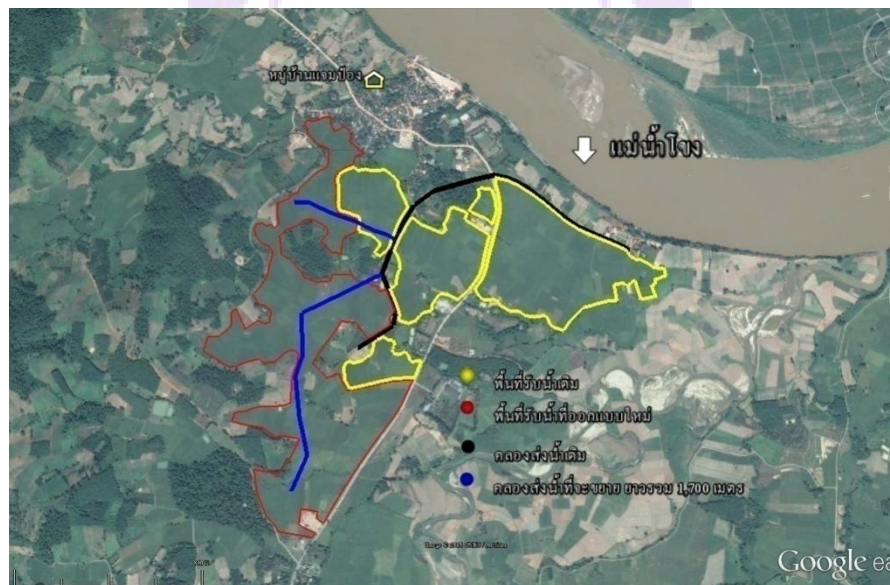 หมู่บ้านแจมป๋อง
แม่น้ำโขง
พื้นที่รับน้ำเดิม
พื้นที่รับน้ำที่ออกแบบใหม่
คลองส่งน้ำเดิม
คลองส่งน้ำที่จะขยาย ยาวรวม 1,700 เมตร
Google ea